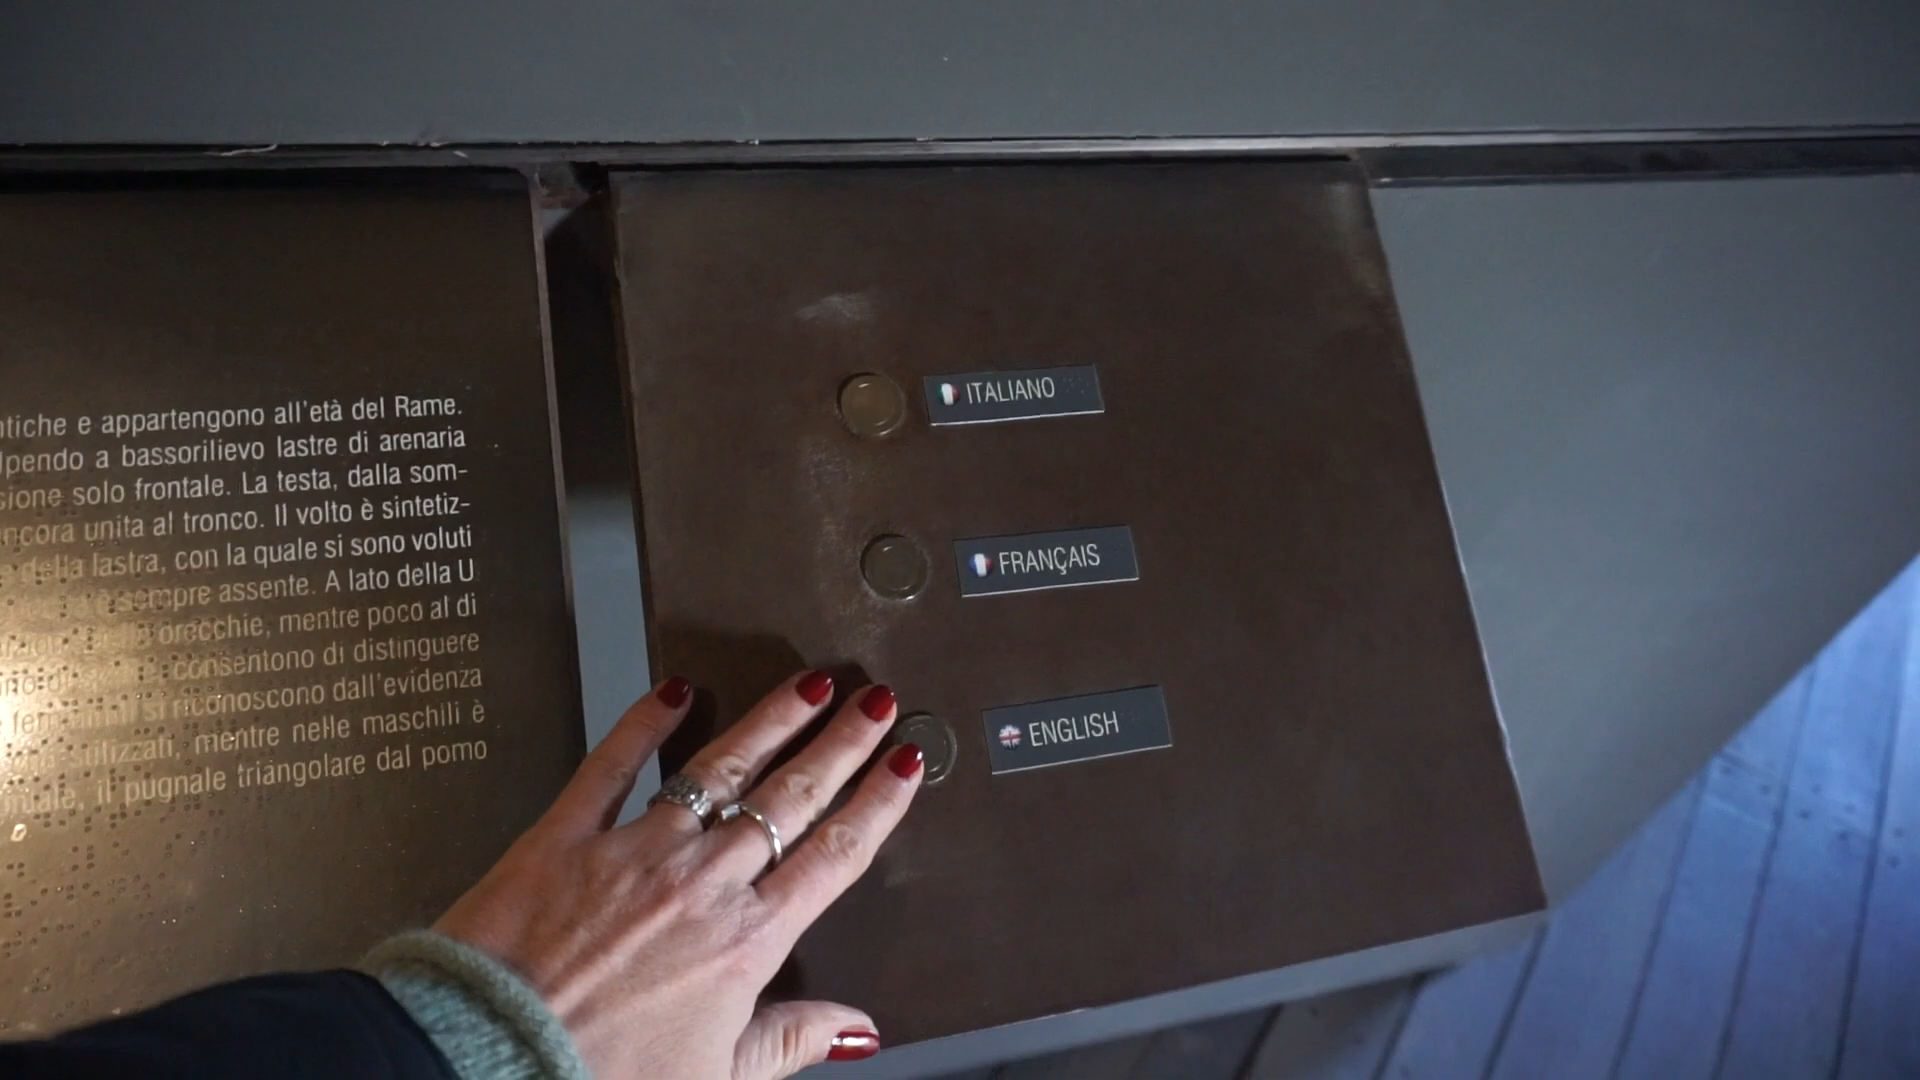 ntiche e appartengono all'età del Rame.
lpendo a bassorilievo lastre di arenaria
sione solo frontale. La testa, dalla som-
ncora unita al tronco. Il volto è sintetiz-
della lastra, con la quale si sono voluti
sempre assente. A lato della U
orecchie, mentre poco al di
consentono di distinguere
si riconoscono dall'evidenza
stilizzati, mentre nelle maschili è
il pugnale triangolare dal pomo
ITALIANO
FRANÇAIS
ENGLISH